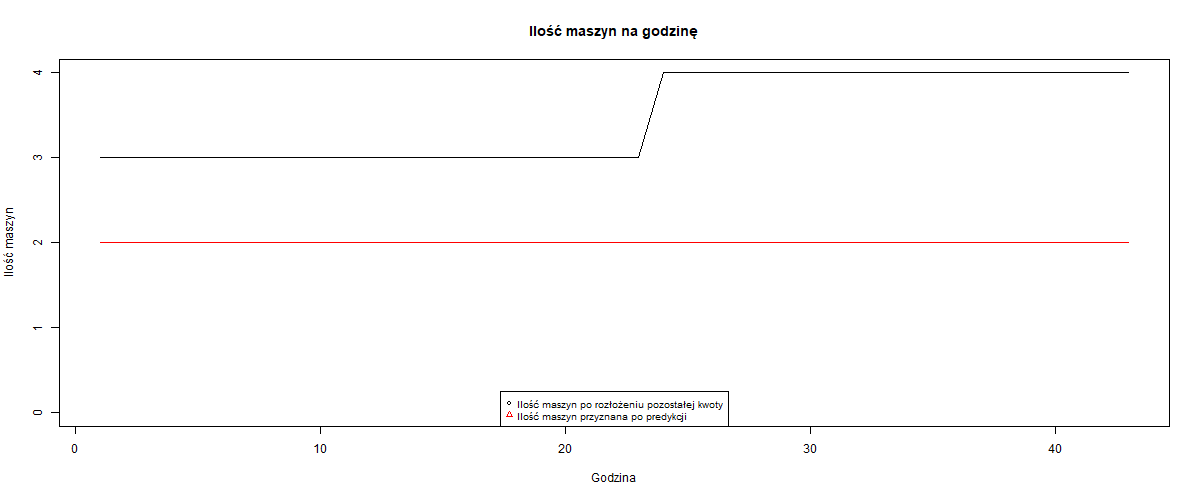 Ilość maszyn na godzinę
4
3
2
1
0
Ilość maszyn
Ilość maszyn po rozłożeniu pozostałej kwoty
Ilość maszyn przyznana po predykcji
0 10 20 30 40
Godzina